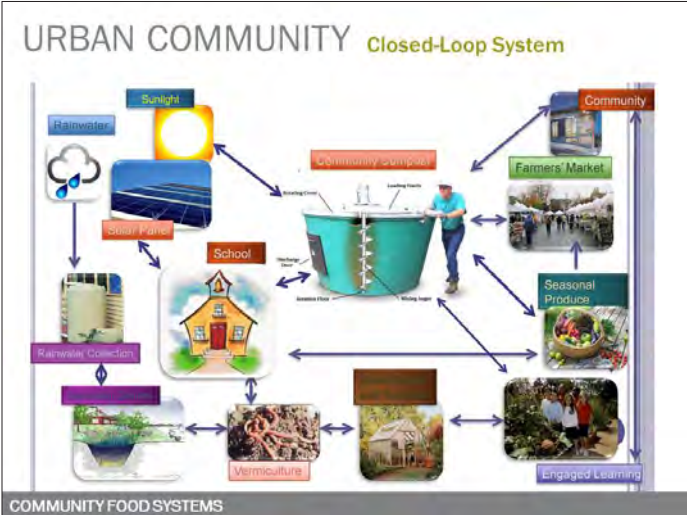 URBAN COMMUNITY Closed-Loop System
Sunlight
Rainwater
Community
Community Compost
Farmers' Market
Solar Panel
School
Seasonal
Produce
Rainwater Collection
Vermiculture
Engaged Learning
COMMUNITY FOOD SYSTEMS